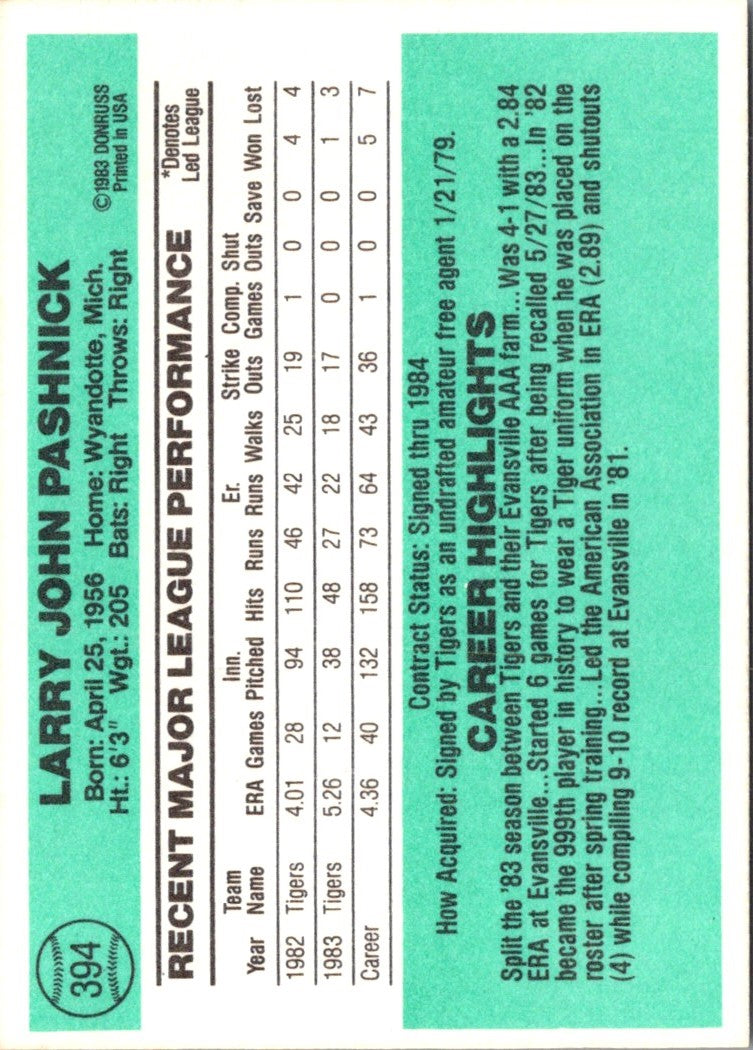 394
LARRY JOHN PASHNICK
Born: April 25, 1956 Home: Wyandotte, Mich.
Ht.: 6'3" Wgt.: 205 Bats: Right Throws: Right
©1983 DONRUSS
Printed in USA
RECENT MAJOR LEAGUE PERFORMANCE
*Denotes
Led League
Team Inn. Er. Strike Comp. Shut
Year Name ERA Games Pitched Hits Runs Runs Walks Outs Games Outs Save Won Lost
1982 Tigers 4.01 28 94 110 46 42 25 19 1 0 0 4 4
1983 Tigers 5.26 12 38 48 27 22 18 17 0 0 0 1 3
Career 4.36 40 132 158 73 64 43 36 1 0 0 5 7
Contract Status: Signed thru 1984
How Acquired: Signed by Tigers as an undrafted amateur free agent 1/21/79.
CAREER HIGHLIGHTS
Split the '83 season between Tigers and their Evansville AAA farm...Was 4-1 with a 2.84
ERA at Evansville...Started 6 games for Tigers after being recalled 5/27/83...In '82
became the 999th player in history to wear a Tiger uniform when he was placed on the
roster after spring training...Led the American Association in ERA (2.89) and shutouts
(4) while compiling 9-10 record at Evansville in '81.